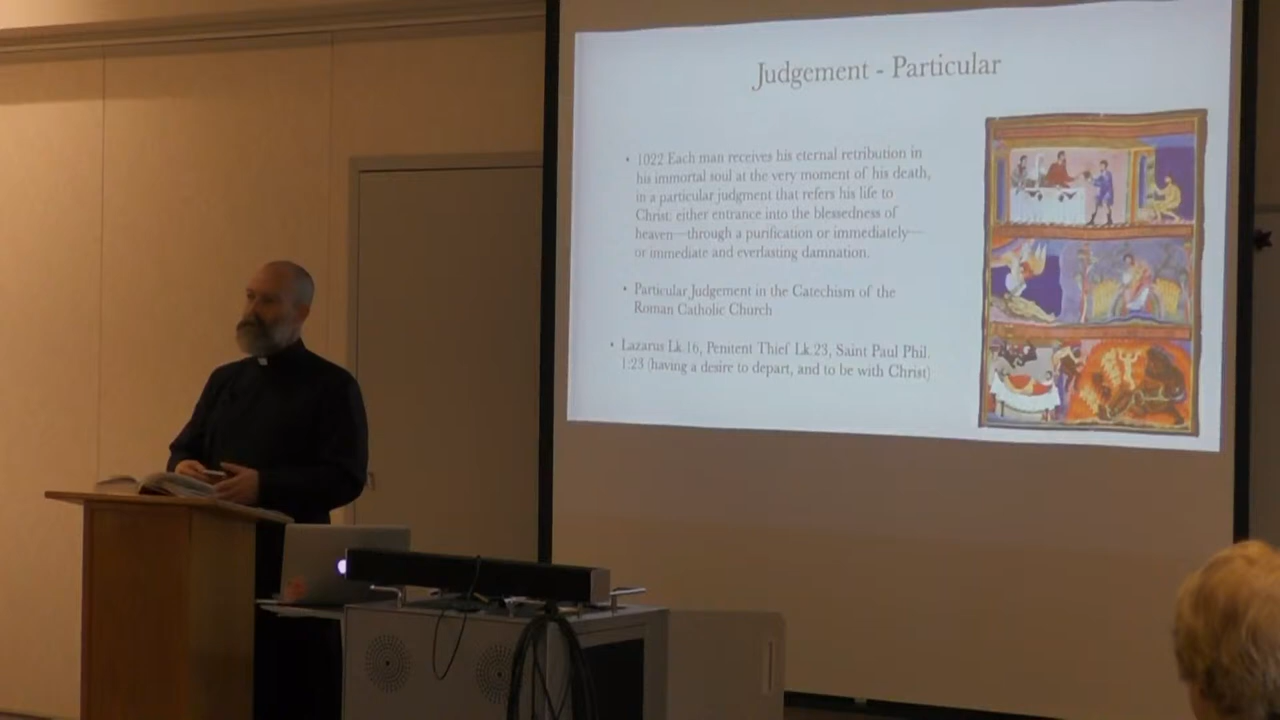 Judgement - Particular
• 1022 Each man receives his eternal retribution in
his immortal soul at the very moment of his death,
in a particular judgment that refers his life to
Christ: either entrance into the blessedness of
heaven—through a purification or immediately—
or immediate and everlasting damnation.
• Particular Judgement in the Catechism of the
Roman Catholic Church
• Lazarus Lk 16, Penitent Thief Lk 23, Saint Paul Phil.
1:23 (having a desire to depart, and to be with Christ)